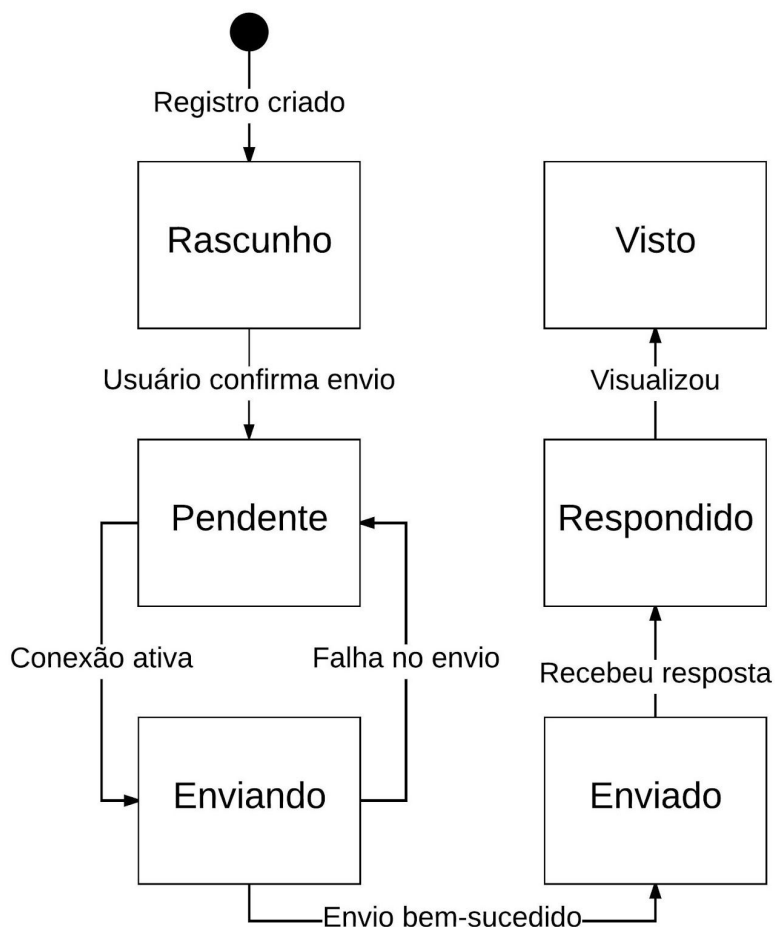 Registro criado
Rascunho
Usuário confirma envio
Pendente
Conexão ativa
Falha no envio
Enviando
Envio bem-sucedido
Enviado
Recebeu resposta
Respondido
Visualizou
Visto